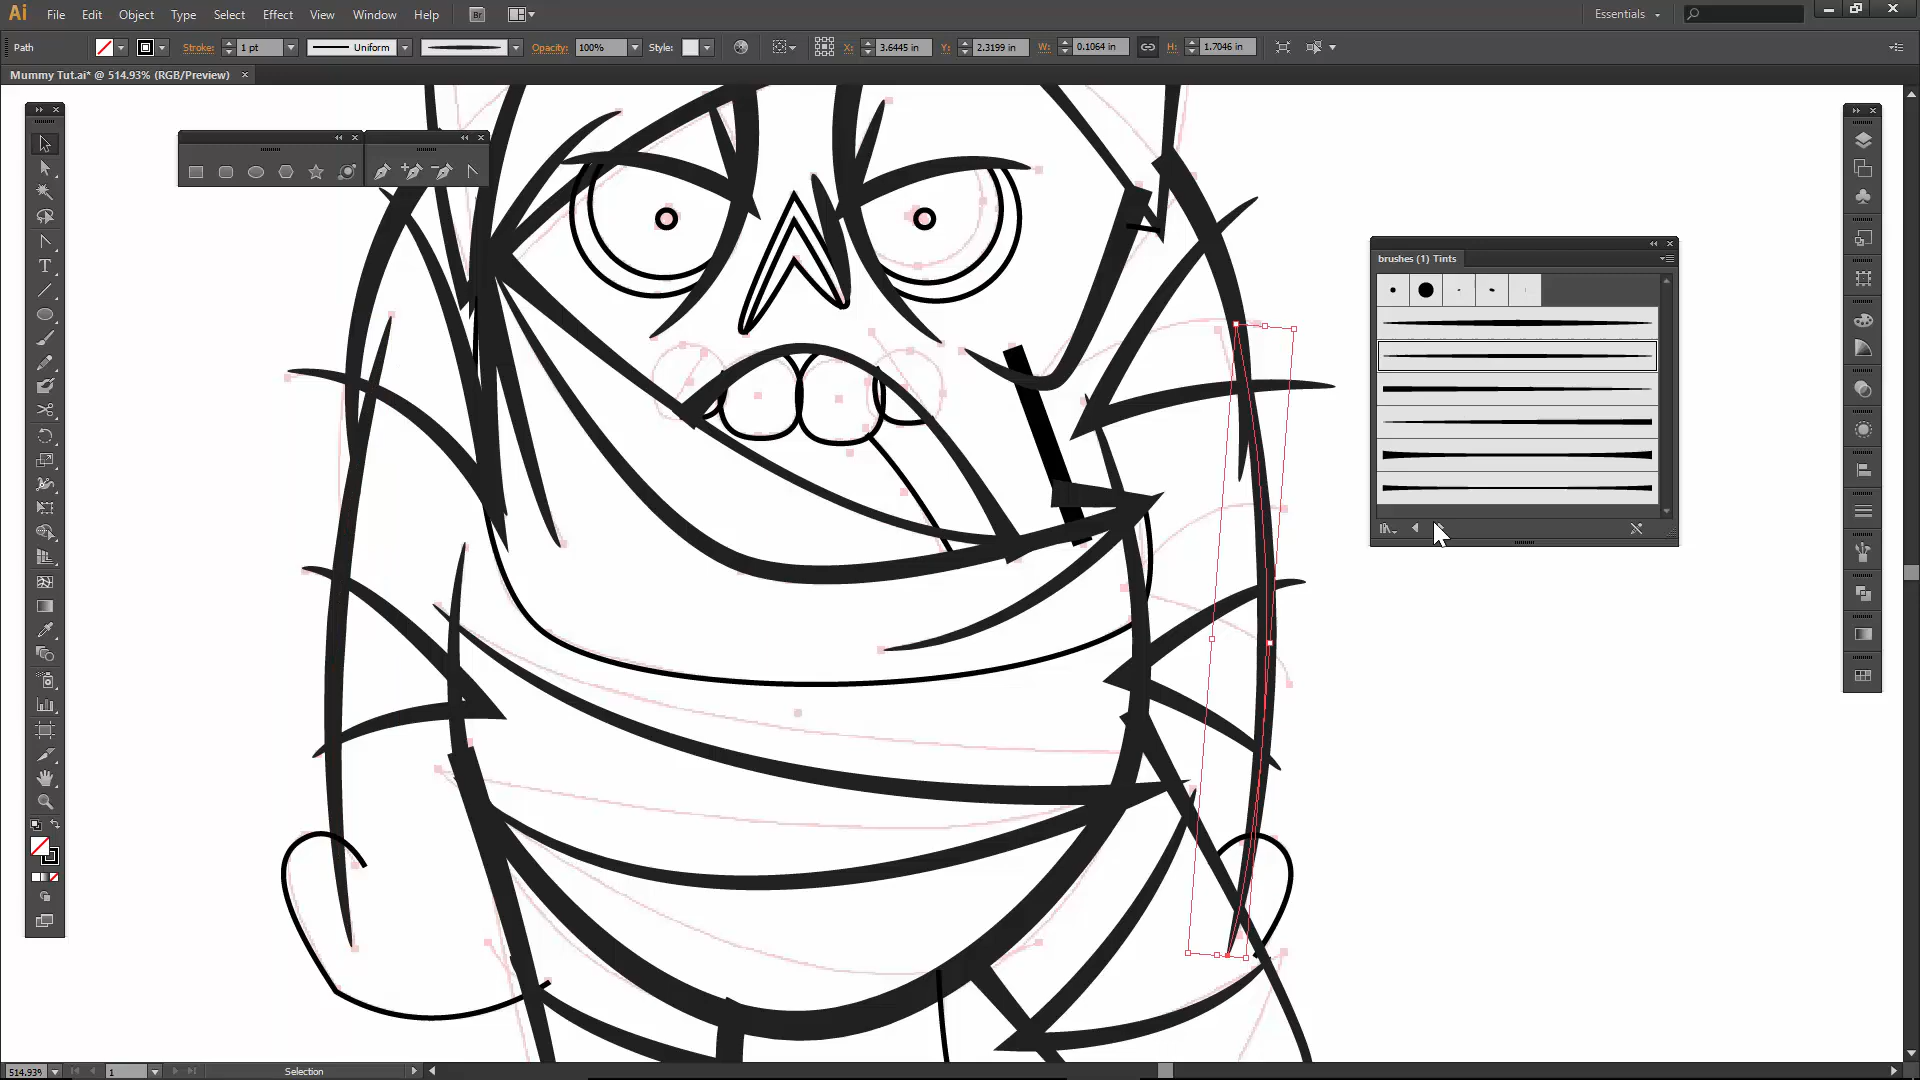 Ai File Edit Object Type Select Effect View Window Help Br Essentials
Path Stroke: 1 pt Uniform Opacity: 100% Style: X: 3.6445 in Y: 2.3199 in W: 0.1064 in H: 1.7046 in
Mummy Tut.ai* @ 514.93% (RGB/Preview)
brushes (1) Tints
514.93% 1 Selection